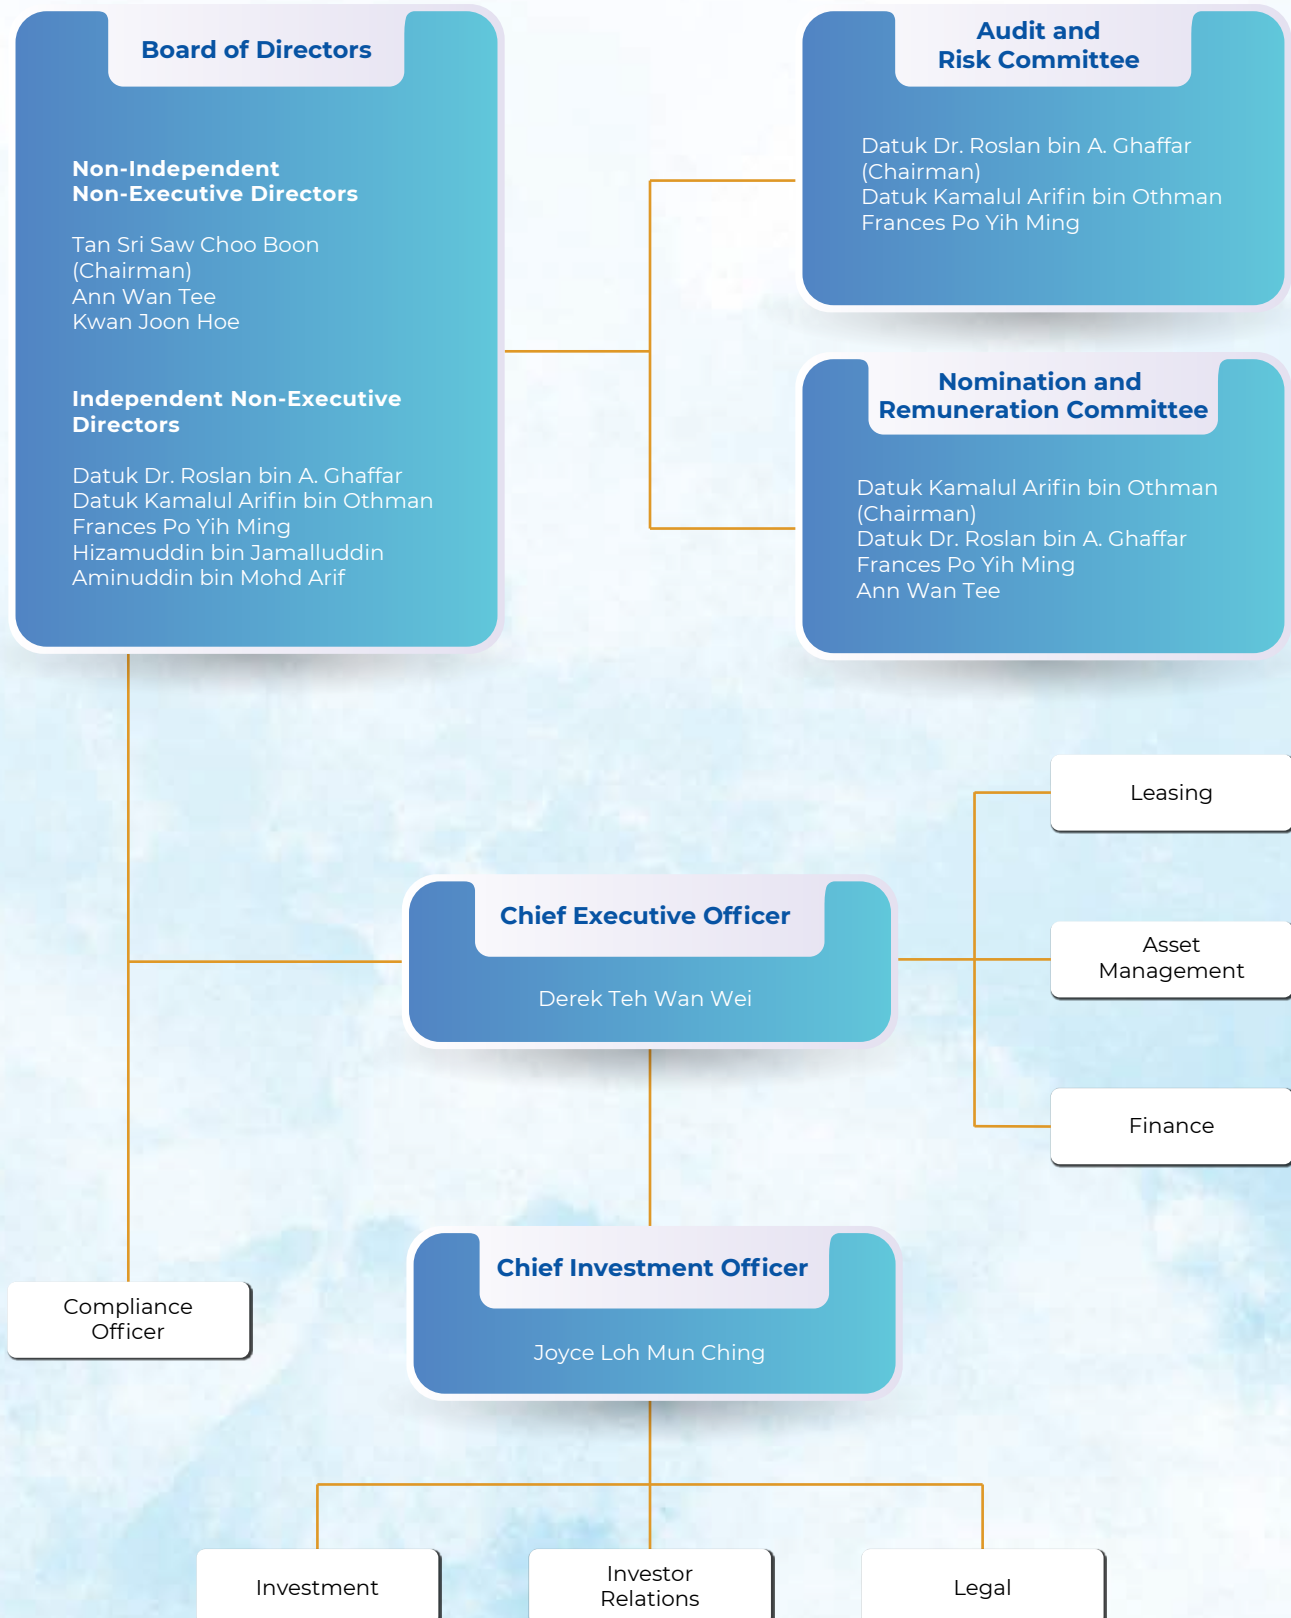 Board of Directors
Non-Independent
Non-Executive Directors
Tan Sri Saw Choo Boon
(Chairman)
Ann Wan Tee
Kwan Joon Hoe
Independent Non-Executive
Directors
Datuk Dr. Roslan bin A. Ghaffar
Datuk Kamalul Arifin bin Othman
Frances Po Yih Ming
Hizamuddin bin Jamalluddin
Aminuddin bin Mohd Arif
Audit and
Risk Committee
Datuk Dr. Roslan bin A. Ghaffar
(Chairman)
Datuk Kamalul Arifin bin Othman
Frances Po Yih Ming
Nomination and
Remuneration Committee
Datuk Kamalul Arifin bin Othman
(Chairman)
Datuk Dr. Roslan bin A. Ghaffar
Frances Po Yih Ming
Ann Wan Tee
Leasing
Chief Executive Officer
Derek Teh Wan Wei
Asset
Management
Finance
Chief Investment Officer
Joyce Loh Mun Ching
Compliance
Officer
Investment
Investor
Relations
Legal